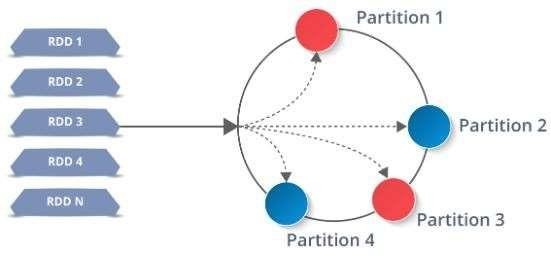 RDD 1
RDD 2
RDD 3
RDD 4
RDD N
Partition 1
Partition 2
Partition 3
Partition 4